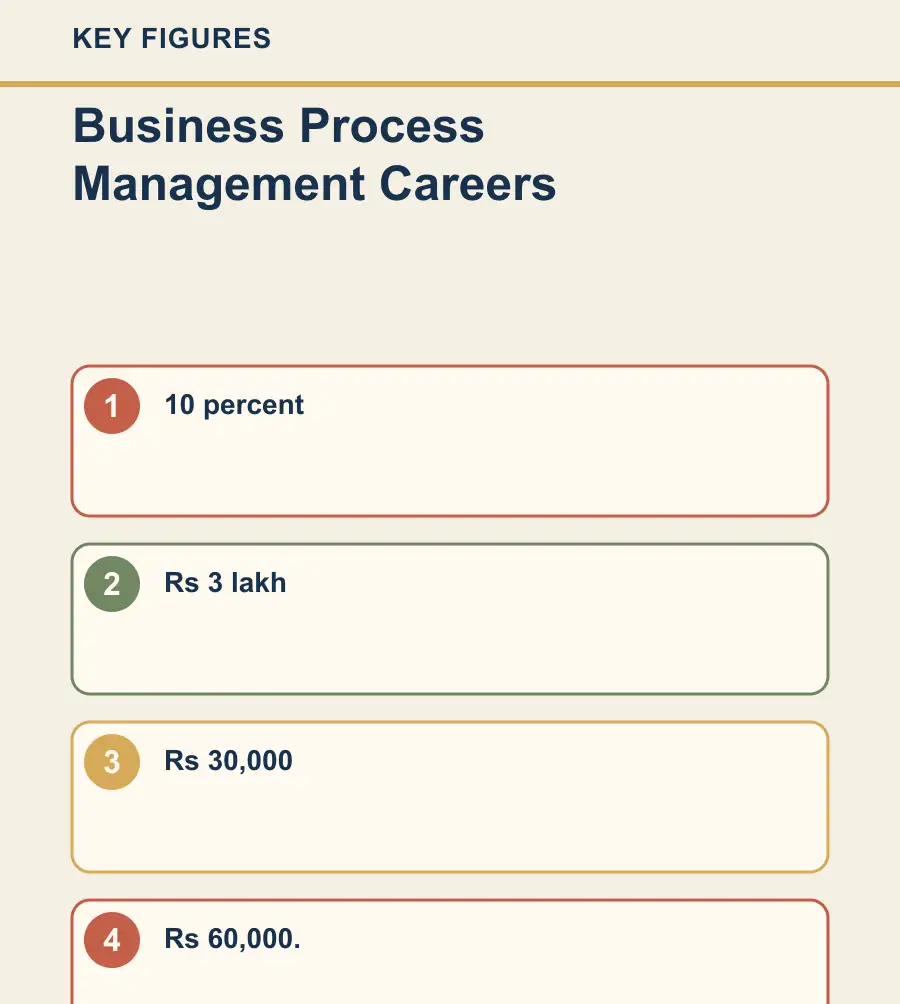 KEY FIGURES
Business Process
Management Careers
1
10 percent
2
Rs 3 lakh
3
Rs 30,000
4
Rs 60,000.